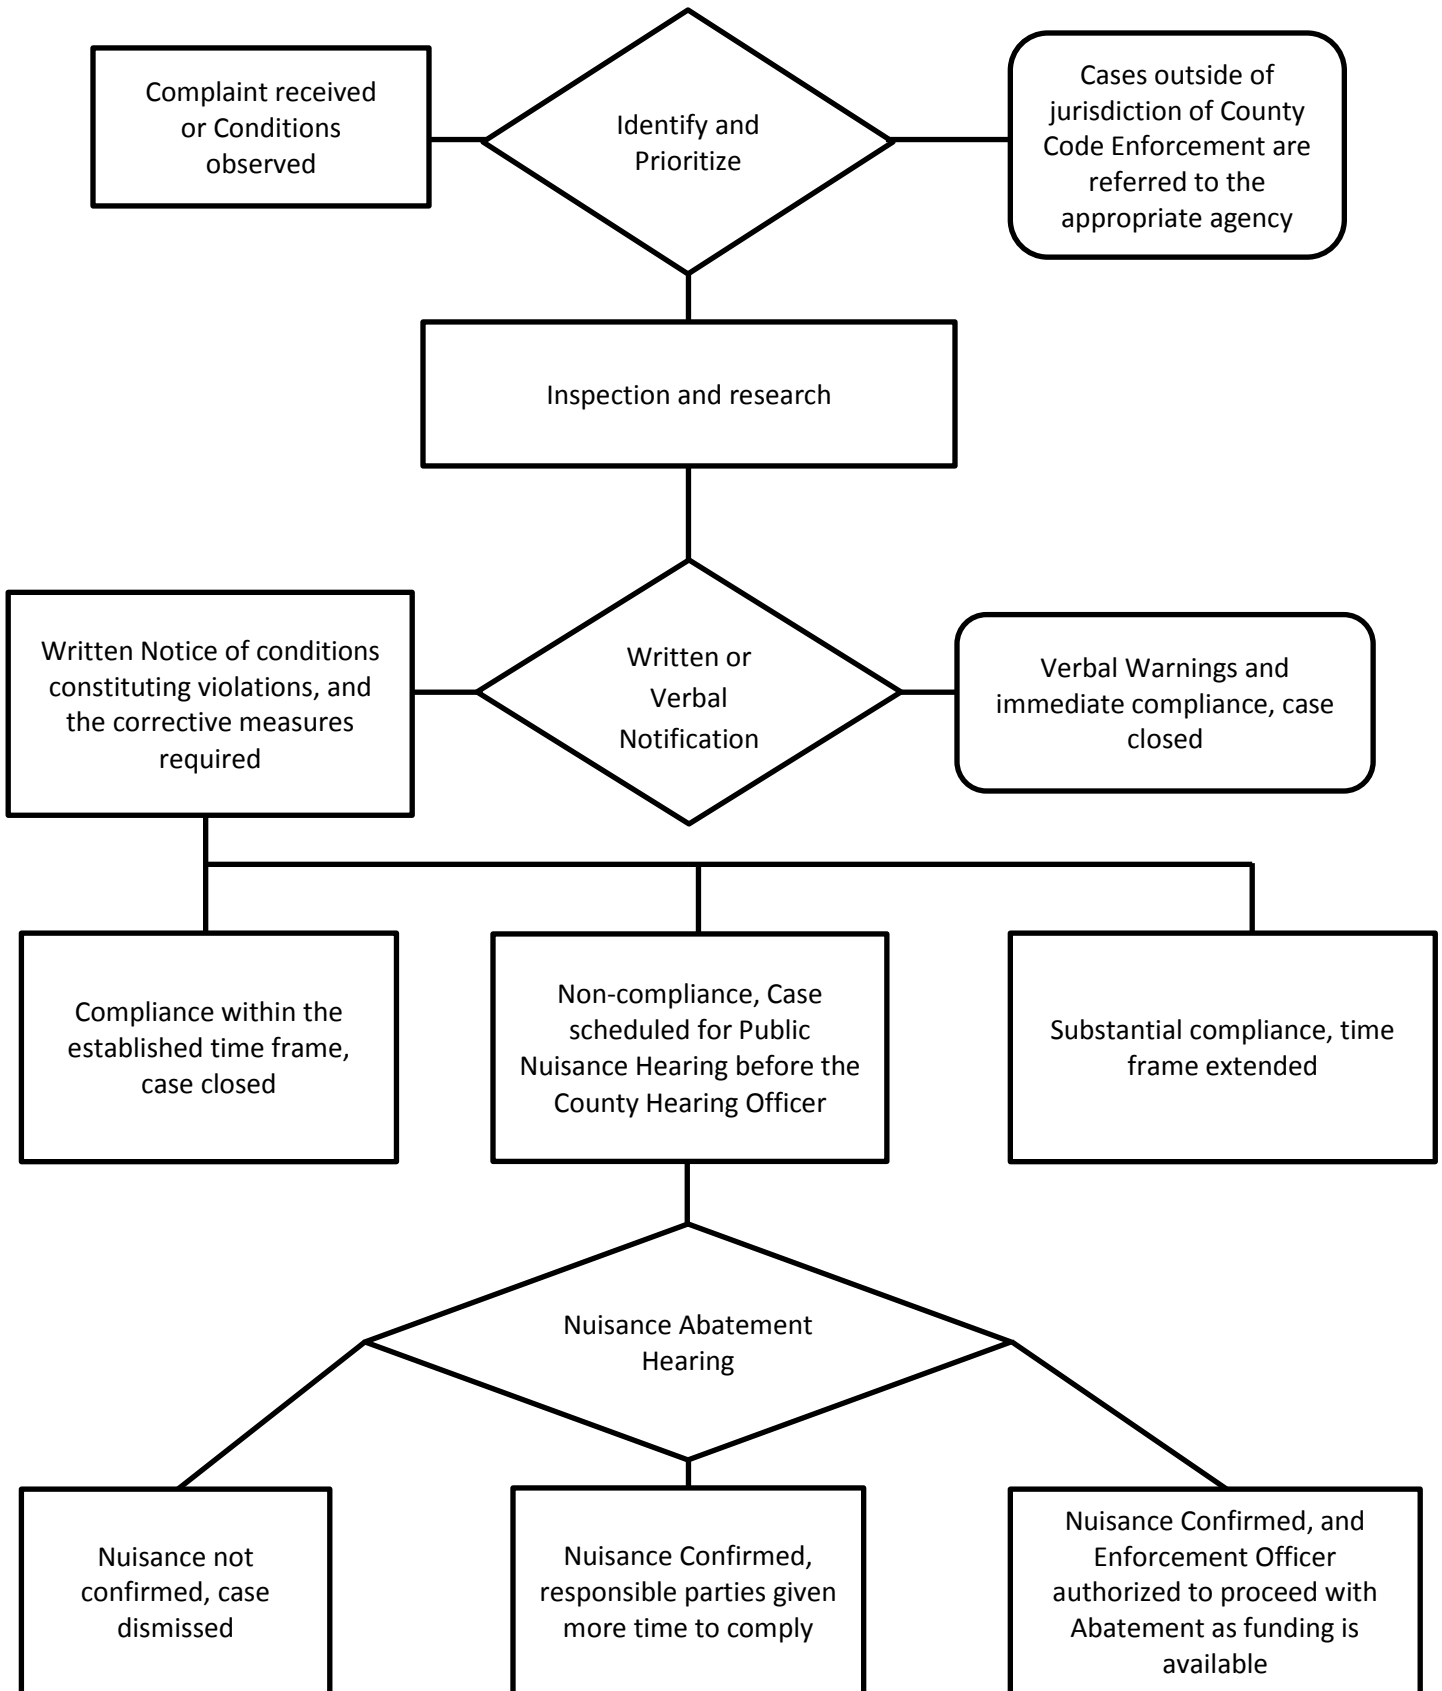 Complaint received
or Conditions
observed
Identify and
Prioritize
Cases outside of
jurisdiction of County
Code Enforcement are
referred to the
appropriate agency
Inspection and research
Written Notice of conditions
constituting violations, and
the corrective measures
required
Written or
Verbal
Notification
Verbal Warnings and
immediate compliance, case
closed
Compliance within the
established time frame,
case closed
Non-compliance, Case
scheduled for Public
Nuisance Hearing before the
County Hearing Officer
Substantial compliance, time
frame extended
Nuisance Abatement
Hearing
Nuisance not
confirmed, case
dismissed
Nuisance Confirmed,
responsible parties given
more time to comply
Nuisance Confirmed, and
Enforcement Officer
authorized to proceed with
Abatement as funding is
available